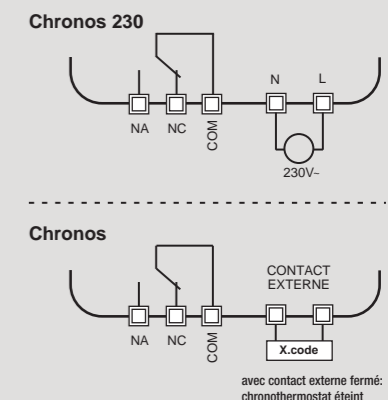 Chronos 230
N L
NA NC COM
230V~
Chronos
CONTACT
EXTERNE
NA NC COM
X.code
avec contact externe fermé:
chronothermostat éteint